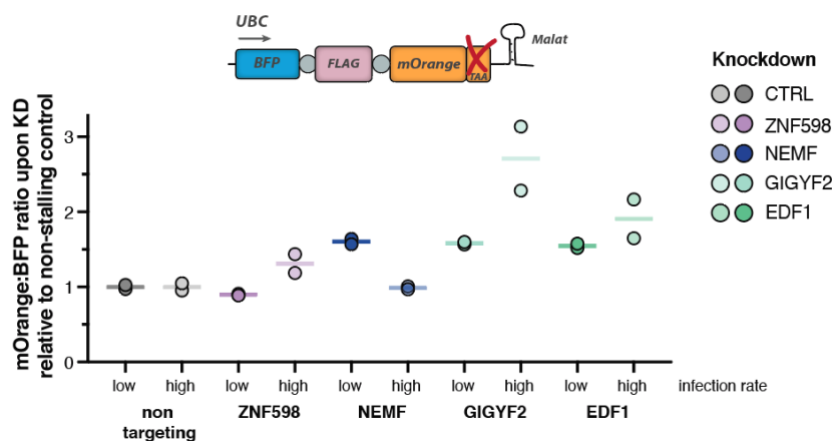 UBC
BFP
FLAG
mOrange
TAA
Malat
mOrange:BFP ratio upon KD
relative to non-stalling control
3
2
1
0
low high low high low high low high low high infection rate
non
targeting
ZNF598
NEMF
GIGYF2
EDF1
Knockdown
CTRL
ZNF598
NEMF
GIGYF2
EDF1